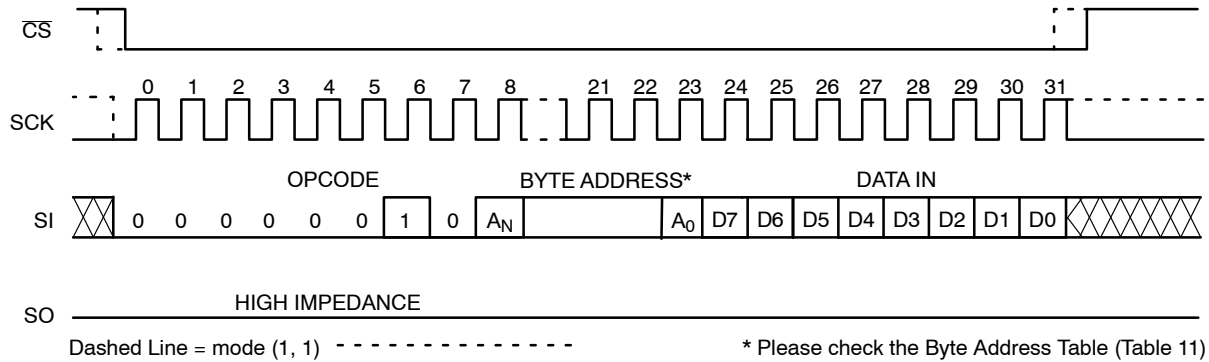 CS
0 1 2 3 4 5 6 7 8 21 22 23 24 25 26 27 28 29 30 31
SCK
OPCODE BYTE ADDRESS* DATA IN
SI 0 0 0 0 0 0 1 0 AN A0 D7 D6 D5 D4 D3 D2 D1 D0
HIGH IMPEDANCE
SO
Dashed Line = mode (1, 1) * Please check the Byte Address Table (Table 11)